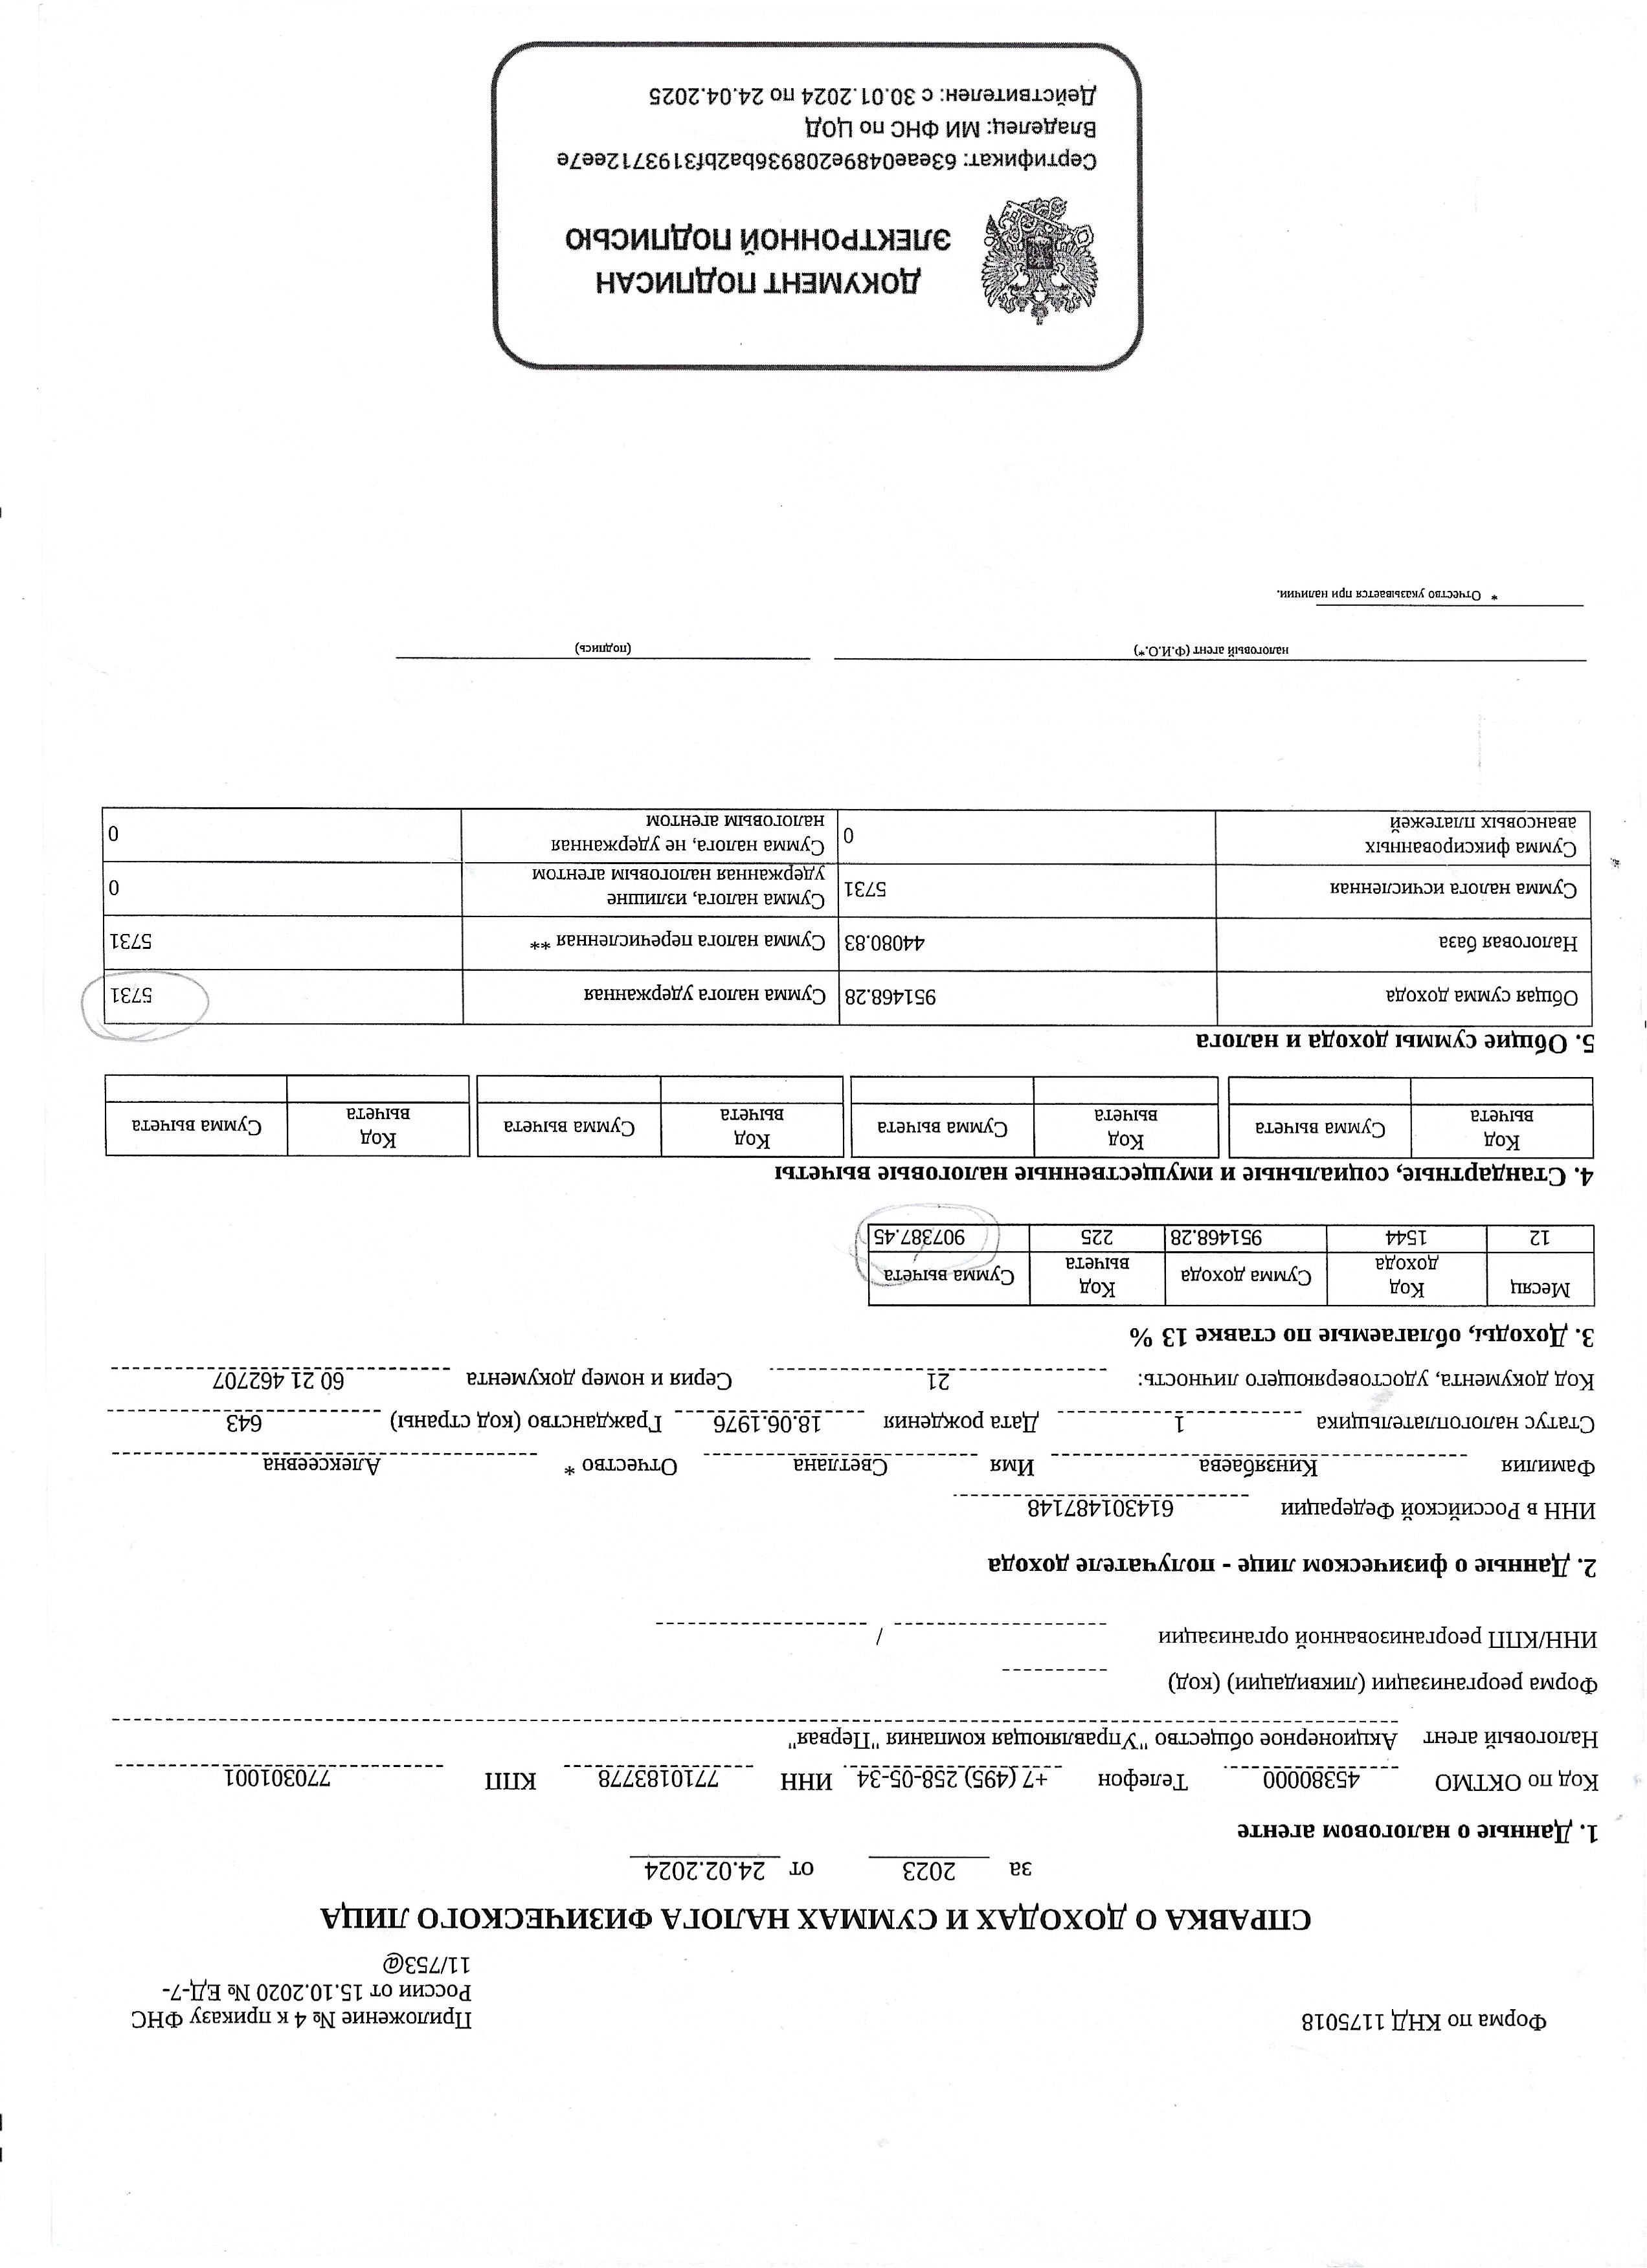 Форма по КНД 1175018
Приложение № 4 к приказу ФНС
России от 15.10.2020 № ЕД-7-
11/753@
СПРАВКА О ДОХОДАХ И СУММАХ НАЛОГА ФИЗИЧЕСКОГО ЛИЦА
за 2023 от 24.02.2024
1. Данные о налоговом агенте
Код по ОКТМО 45380000 Телефон +7 (495) 258-05-34 ИНН 7710183778 КПП 770301001
Налоговый агент Акционерное общество "Управляющая компания "Первая"
Форма реорганизации (ликвидации) (код)
ИНН/КПП реорганизованной организации /
2. Данные о физическом лице - получателе дохода
ИНН в Российской Федерации 614301487148
Фамилия Кинзябаева Имя Светлана Отчество * Алексеевна
Статус налогоплательщика 1 Дата рождения 18.06.1976 Гражданство (код страны) 643
Код документа, удостоверяющего личность: 21 Серия и номер документа 60 21 462707
3. Доходы, облагаемые по ставке 13 %
Месяц Код дохода Сумма дохода Код вычета Сумма вычета
12 1544 951468.28 225 907387.45
4. Стандартные, социальные и имущественные налоговые вычеты
Код вычета Сумма вычета Код вычета Сумма вычета Код вычета Сумма вычета Код вычета Сумма вычета
5. Общие суммы дохода и налога
Общая сумма дохода 951468.28 Сумма налога удержанная 5731
Налоговая база 44080.83 Сумма налога перечисленная ** 5731
Сумма налога исчисленная 5731 Сумма налога, излишне удержанная налоговым агентом 0
Сумма фиксированных авансовых платежей 0 Сумма налога, не удержанная налоговым агентом 0
налоговый агент (Ф.И.О.*) (подпись)
* Отчество указывается при наличии.
ДОКУМЕНТ ПОДПИСАН
ЭЛЕКТРОННОЙ ПОДПИСЬЮ
Сертификат: 63eae0489e208936ba2bf3193712ee7e
Владелец: МИ ФНС по ЦОД
Действителен: с 30.01.2024 по 24.04.2025